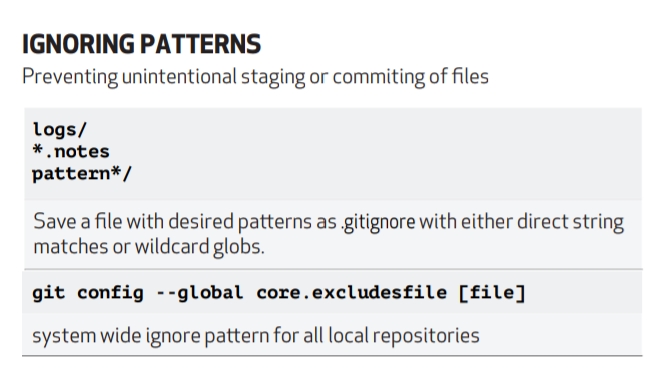 IGNORING PATTERNS
Preventing unintentional staging or commiting of files
logs/
*.notes
pattern*/
Save a file with desired patterns as .gitignore with either direct string
matches or wildcard globs.
git config --global core.excludesfile [file]
system wide ignore pattern for all local repositories